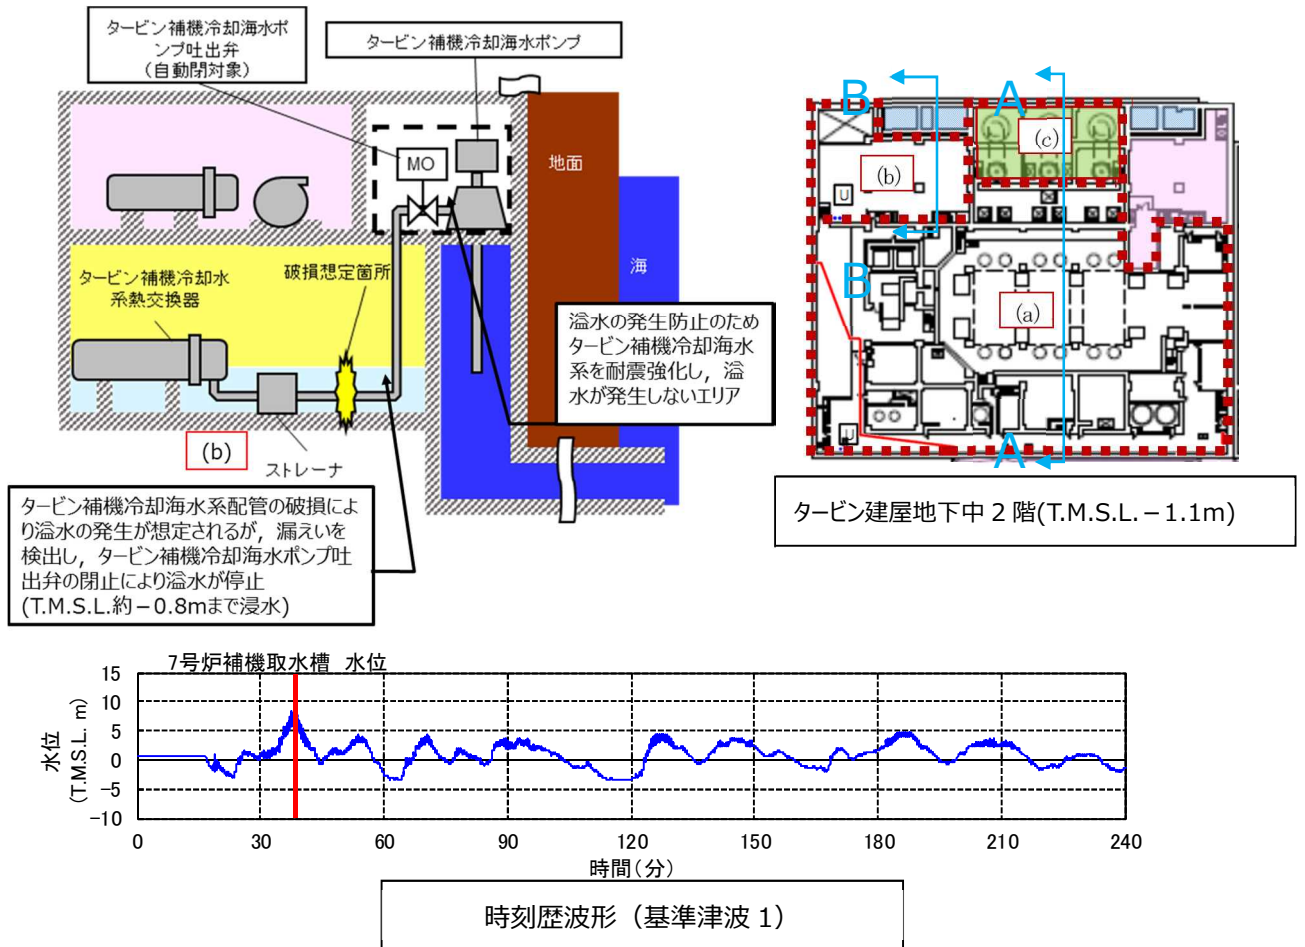 タービン補機冷却海水ポ
ンプ吐出弁
(自動閉対象)
タービン補機冷却海水ポンプ
MO
地面
海
タービン補機冷却水
系熱交換器
破損想定箇所
溢水の発生防止のため
タービン補機冷却海水
系を耐震強化し，溢
水が発生しないエリア
(b)
ストレーナ
タービン補機冷却海水系配管の破損によ
り溢水の発生が想定されるが，漏えいを
検出し，タービン補機冷却海水ポンプ吐
出弁の閉止により溢水が停止
(T.M.S.L.約－0.8mまで浸水)
B
A
(c)
(b)
U
B
(a)
U
A
タービン建屋地下中２階(T.M.S.L.－1.1m)
7号炉補機取水槽 水位
水位
(T.M.S.L. m)
15
10
5
0
-5
-10
0 30 60 90 120 150 180 210 240
時間(分)
時刻歴波形（基準津波１）